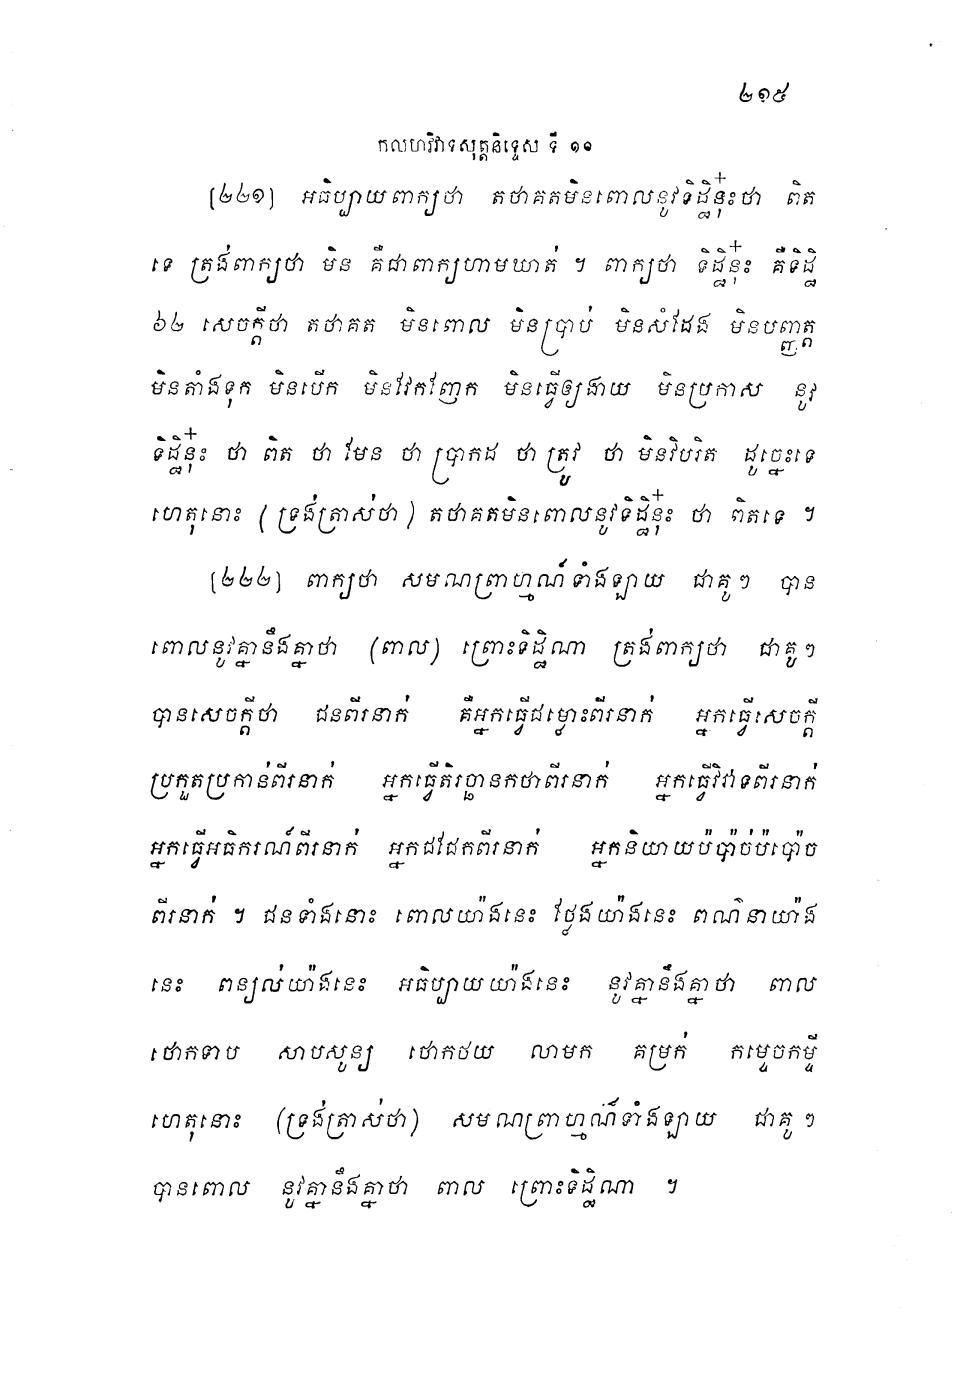 ២១៥
កលហវិវាទសុត្តនិទ្ទេស ទី ១១
[២២១] អធិប្បាយពាក្យថា តថាគតមិនពោលនូវទិដ្ឋិនុ៎ះថា ពិត
ទេ ត្រង់ពាក្យថា មិន គឺជាពាក្យហាមឃាត់ ។ ពាក្យថា ទិដ្ឋិនុ៎ះ គឺទិដ្ឋិ
៦២ សេចក្តីថា តថាគត មិនពោល មិនប្រាប់ មិនសំដែង មិនបញ្ញត្ត
មិនតាំងទុក មិនបើក មិនវែកញែក មិនធ្វើឲ្យងាយ មិនប្រកាស នូវ
ទិដ្ឋិនុ៎ះ ថា ពិត ថា មែន ថា ប្រាកដ ថា ត្រូវ ថា មិនវិបរិត ដូច្នេះទេ
ហេតុនោះ (ទ្រង់ត្រាស់ថា) តថាគតមិនពោលនូវទិដ្ឋិនុ៎ះ ថា ពិតទេ ។
[២២២] ពាក្យថា សមណព្រាហ្មណ៍ទាំងឡាយ ជាគូៗ បាន
ពោលនូវគ្នានឹងគ្នាថា (ពាល) ព្រោះទិដ្ឋិណា ត្រង់ពាក្យថា ជាគូៗ
បានសេចក្តីថា ជនពីរនាក់ គឺអ្នកធ្វើជម្លោះពីរនាក់ អ្នកធ្វើសេចក្តី
ប្រកួតប្រកាន់ពីរនាក់ អ្នកធ្វើតិរច្ឆានកថាពីរនាក់ អ្នកធ្វើវិវាទពីរនាក់
អ្នកធ្វើអធិករណ៍ពីរនាក់ អ្នកដដែកពីរនាក់ អ្នកនិយាយប៉ប៉ាច់ប៉ប៉ោច
ពីរនាក់ ។ ជនទាំងនោះ ពោលយ៉ាងនេះ ថ្លែងយ៉ាងនេះ ពណ៌នាយ៉ាង
នេះ ពន្យល់យ៉ាងនេះ អធិប្បាយយ៉ាងនេះ នូវគ្នានឹងគ្នាថា ពាល
ថោកទាប សាបសូន្យ ថោកថយ លាមក គម្រក់ កម្ទេចកម្ទី
ហេតុនោះ (ទ្រង់ត្រាស់ថា) សមណព្រាហ្មណ៍ទាំងឡាយ ជាគូៗ
បានពោល នូវគ្នានឹងគ្នាថា ពាល ព្រោះទិដ្ឋិណា ។